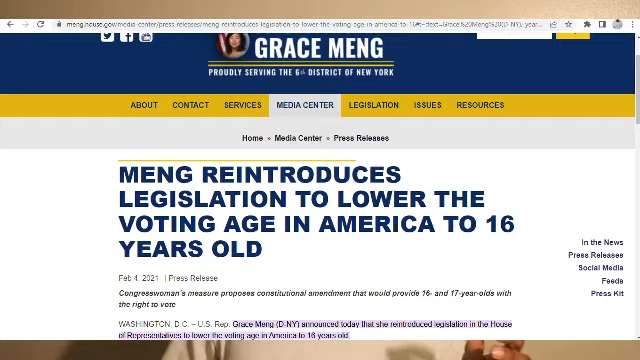 meng.house.gov/media-center/press-releases/meng-reintroduces-legislation-to-lower-the-voting-age-in-america-to-16#:~:text=Grace%20Meng%20(D-NY), year...
GRACE MENG
PROUDLY SERVING THE 6th DISTRICT OF NEW YORK
ABOUT CONTACT SERVICES MEDIA CENTER LEGISLATION ISSUES RESOURCES
Home » Media Center » Press Releases
MENG REINTRODUCES
LEGISLATION TO LOWER THE
VOTING AGE IN AMERICA TO 16
YEARS OLD
In the News
Press Releases
Social Media
Feeds
Press Kit
Feb 4, 2021 | Press Release
Congresswoman's measure proposes constitutional amendment that would provide 16- and 17-year-olds with
the right to vote
WASHINGTON, D.C. – U.S. Rep. Grace Meng (D-NY) announced today that she reintroduced legislation in the House
of Representatives to lower the voting age in America to 16 years old.